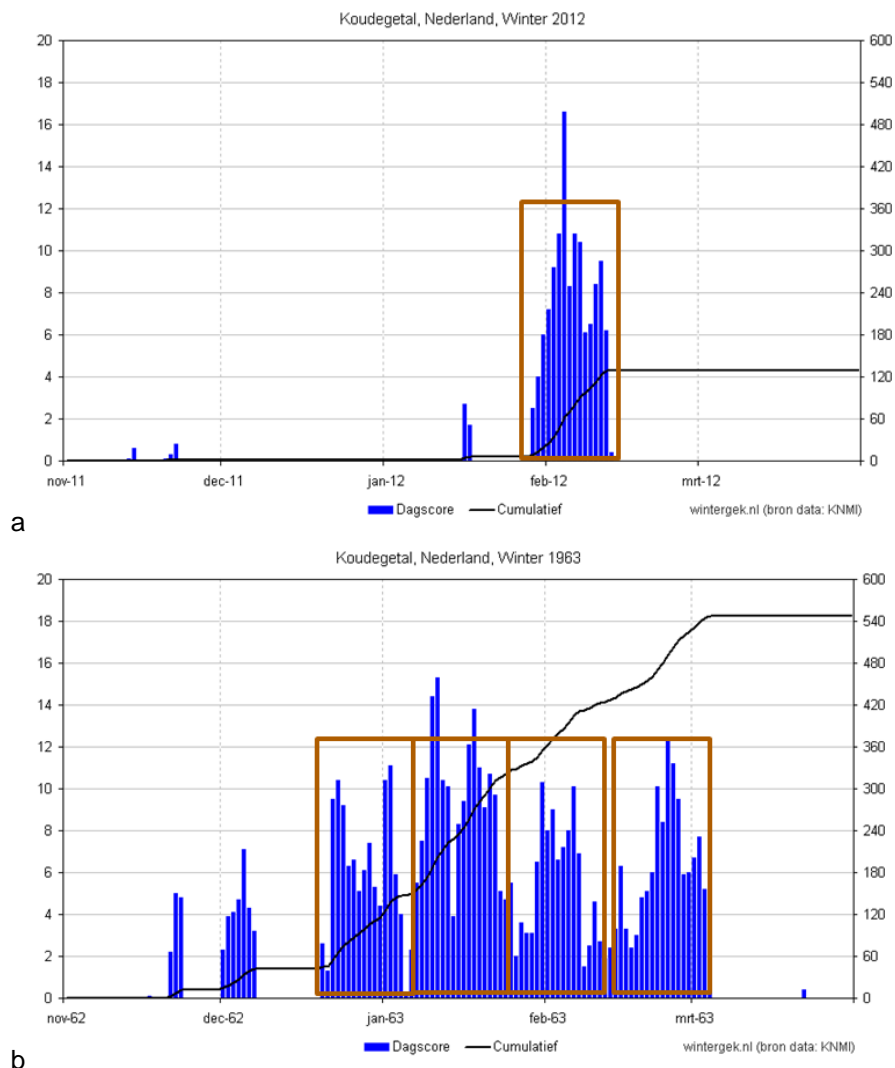 Koudegetal, Nederland, Winter 2012
20 600
18 540
16 480
14 420
12 360
10 300
8 240
6 180
4 120
2 60
0 0
nov-11 dec-11 jan-12 feb-12 mrt-12
Dagscore Cumulatief wintergek.nl (bron data: KNMI)
a
Koudegetal, Nederland, Winter 1963
20 600
18 540
16 480
14 420
12 360
10 300
8 240
6 180
4 120
2 60
0 0
nov-62 dec-62 jan-63 feb-63 mrt-63
Dagscore Cumulatief wintergek.nl (bron data: KNMI)
b